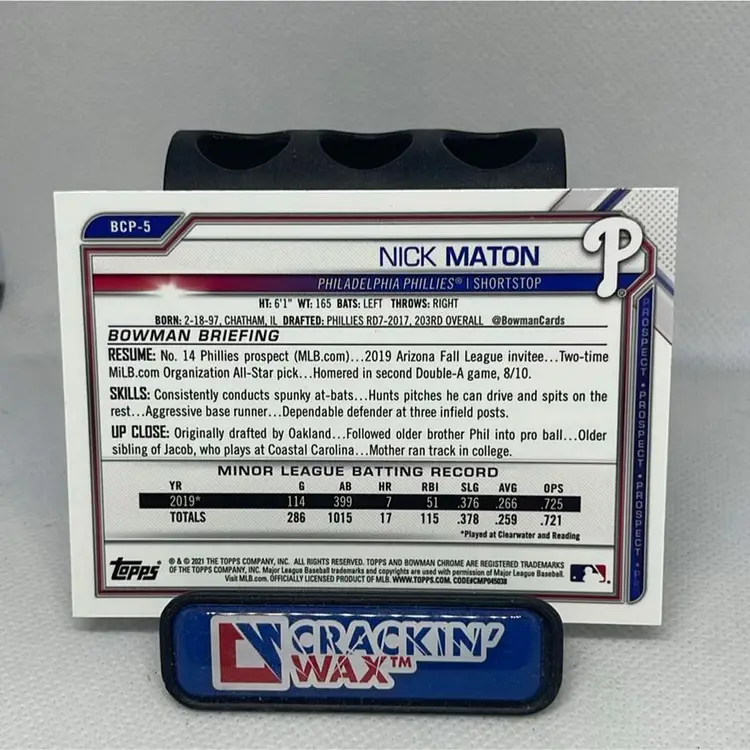 BCP-5
NICK MATON
P
PHILADELPHIA PHILLIES® | SHORTSTOP
HT: 6'1" WT: 165 BATS: LEFT THROWS: RIGHT
BORN: 2-18-97, CHATHAM, IL DRAFTED: PHILLIES RD7-2017, 203RD OVERALL @BowmanCards
BOWMAN BRIEFING
RESUME: No. 14 Phillies prospect (MLB.com)...2019 Arizona Fall League invitee...Two-time
MiLB.com Organization All-Star pick...Homered in second Double-A game, 8/10.
SKILLS: Consistently conducts spunky at-bats...Hunts pitches he can drive and spits on the
rest...Aggressive base runner...Dependable defender at three infield posts.
UP CLOSE: Originally drafted by Oakland...Followed older brother Phil into pro ball...Older
sibling of Jacob, who plays at Coastal Carolina...Mother ran track in college.
MINOR LEAGUE BATTING RECORD
YR G AB HR RBI SLG AVG OPS
2019* 114 399 7 51 .376 .266 .725
TOTALS 286 1015 17 115 .378 .259 .721
*Played at Clearwater and Reading
PROSPECT • PROSPECT • PROSPECT • PROSPECT • PR
Topps
® & © 2021 THE TOPPS COMPANY, INC. ALL RIGHTS RESERVED. TOPPS AND BOWMAN CHROME ARE REGISTERED TRADEMARKS
OF THE TOPPS COMPANY, INC. Major League Baseball trademarks and copyrights are used with permission of Major League Baseball.
Visit MLB.com. OFFICIALLY LICENSED PRODUCT OF MLB. WWW.TOPPS.COM. CODE#CMP045038
CRACKIN'
WAX™